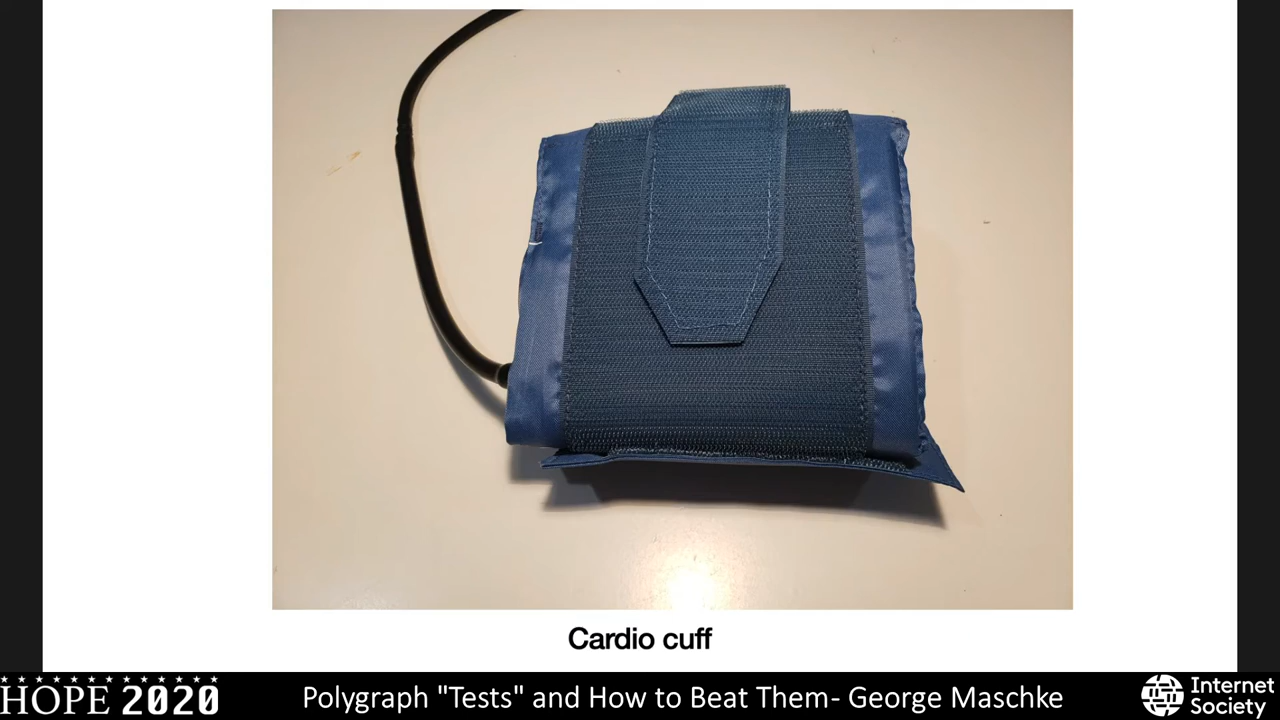 Cardio cuff
HOPE 2020
Polygraph "Tests" and How to Beat Them- George Maschke
Internet
Society